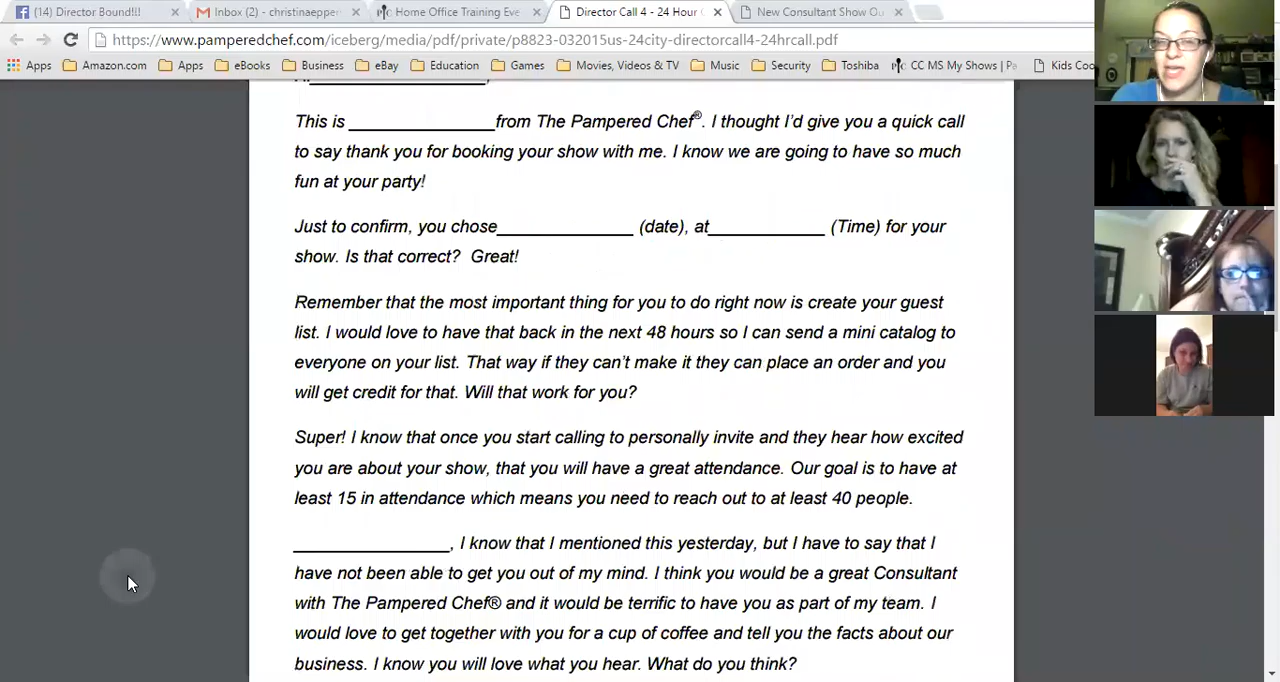 (14) Director Bound!!! Inbox (2) - christinaepper Home Office Training Eve Director Call 4 - 24 Hour New Consultant Show Ou
https://www.pamperedchef.com/iceberg/media/pdf/private/p8823-032015us-24city-directorcall4-24hrcall.pdf
Apps Amazon.com Apps eBooks Business eBay Education Games Movies, Videos & TV Music Security Toshiba CC MS My Shows | Pa Kids Coo
This is ________________from The Pampered Chef®. I thought I’d give you a quick call
to say thank you for booking your show with me. I know we are going to have so much
fun at your party!
Just to confirm, you chose_______________ (date), at_____________ (Time) for your
show. Is that correct? Great!
Remember that the most important thing for you to do right now is create your guest
list. I would love to have that back in the next 48 hours so I can send a mini catalog to
everyone on your list. That way if they can’t make it they can place an order and you
will get credit for that. Will that work for you?
Super! I know that once you start calling to personally invite and they hear how excited
you are about your show, that you will have a great attendance. Our goal is to have at
least 15 in attendance which means you need to reach out to at least 40 people.
_________________, I know that I mentioned this yesterday, but I have to say that I
have not been able to get you out of my mind. I think you would be a great Consultant
with The Pampered Chef® and it would be terrific to have you as part of my team. I
would love to get together with you for a cup of coffee and tell you the facts about our
business. I know you will love what you hear. What do you think?